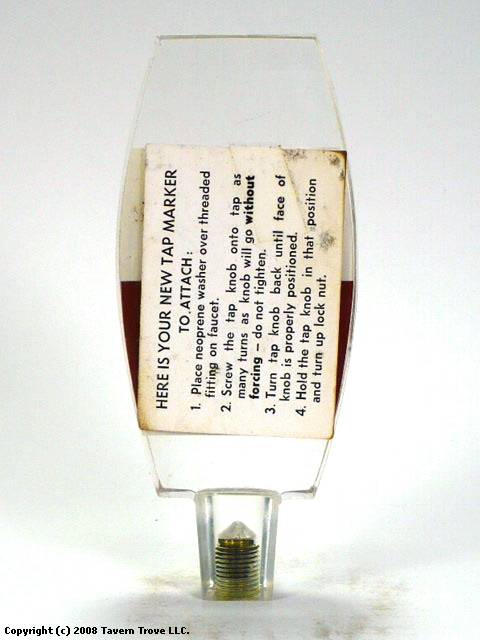 HERE IS YOUR NEW TAP MARKER
TO ATTACH:
1. Place neoprene washer over threaded
fitting on faucet.
2. Screw the tap knob onto tap as
many turns as knob will go without
forcing – do not tighten.
3. Turn tap knob back until face of
knob is properly positioned.
4. Hold the tap knob in that position
and turn up lock nut.
Copyright (c) 2008 Tavern Trove LLC.